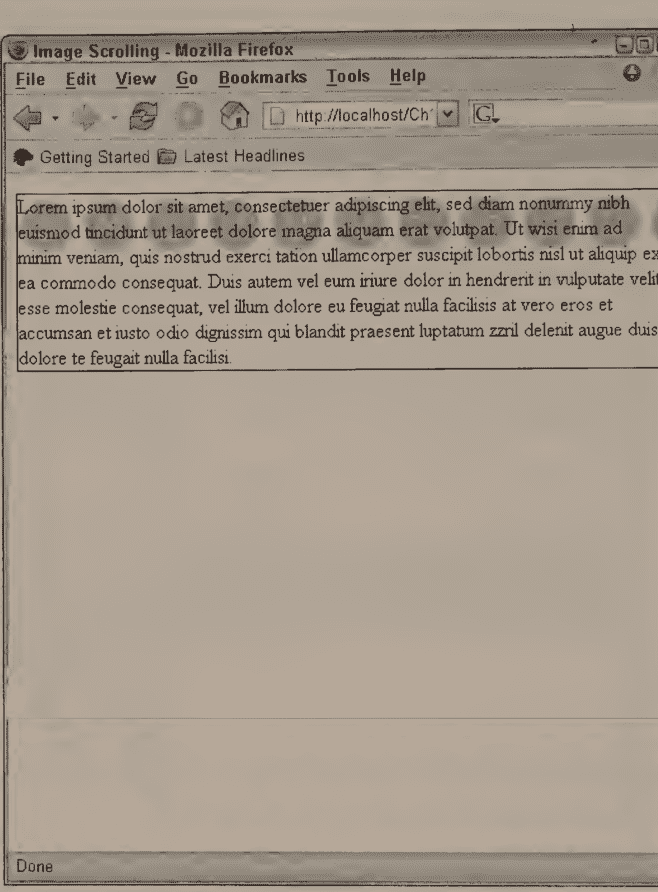 Image Scrolling - Mozilla Firefox
File Edit View Go Bookmarks Tools Help
http://localhost/Ch
Getting Started Latest Headlines
Lorem ipsum dolor sit amet, consectetuer adipiscing elit, sed diam nonummy nibh
euismod tincidunt ut laoreet dolore magna aliquam erat volutpat. Ut wisi enim ad
minim veniam, quis nostrud exerci tation ullamcorper suscipit lobortis nisl ut aliquip ex
ea commodo consequat. Duis autem vel eum iriure dolor in hendrerit in vulputate velit
esse molestie consequat, vel illum dolore eu feugiat nulla facilisis at vero eros et
accumsan et iusto odio dignissim qui blandit praesent luptatum zzril delenit augue duis
dolore te feugait nulla facilisi.
Done